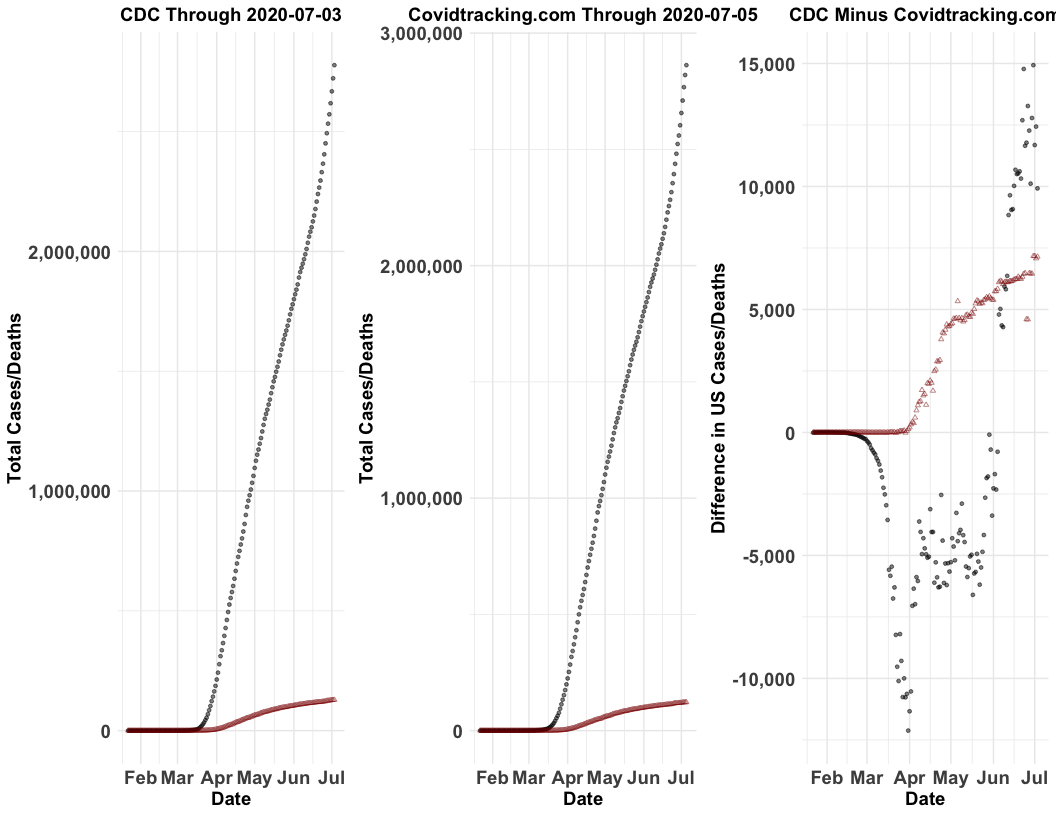 CDC Through 2020-07-03
Total Cases/Deaths
2,000,000
1,000,000
0
Feb Mar Apr May Jun Jul
Date
Covidtracking.com Through 2020-07-05
Total Cases/Deaths
3,000,000
2,000,000
1,000,000
0
Feb Mar Apr May Jun Jul
Date
CDC Minus Covidtracking.com
Difference in US Cases/Deaths
15,000
10,000
5,000
0
-5,000
-10,000
Feb Mar Apr May Jun Jul
Date